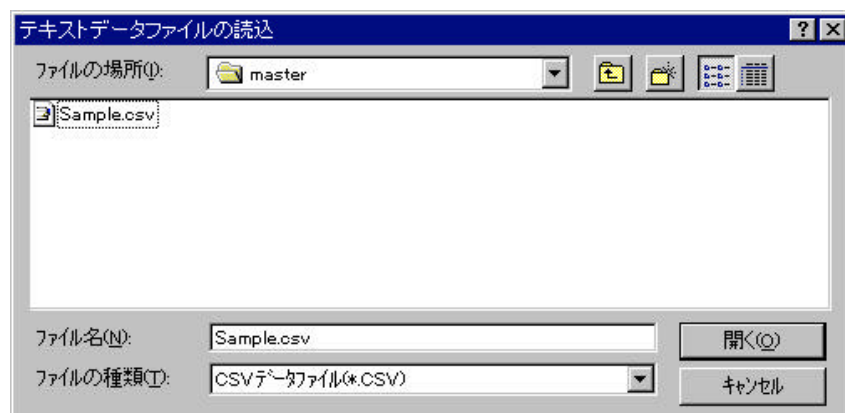 テキストデータファイルの読込
ﾌｧｲﾙの場所(I):
master
Sample.csv
ファイル名(N):
Sample.csv
開く(O)
ファイルの種類(T):
CSVﾃﾞｰﾀﾌｧｲﾙ(*.CSV)
ｷｬﾝｾﾙ